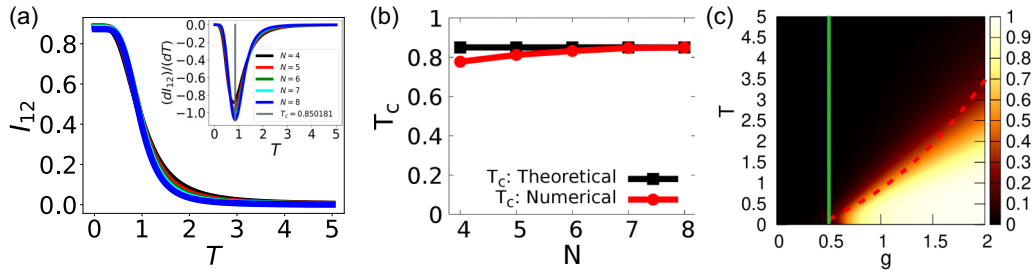 (a)
I12
0.8
0.6
0.4
0.2
0.0
0 1 2 3 4 5
T
(dI12)/(dT)
0.0
−0.2
−0.4
−0.6
−0.8
−1.0
0 1 2 3 4 5
T
N = 4
N = 5
N = 6
N = 7
N = 8
Tc = 0.850181
(b)
Tc
1
0.8
0.6
0.4
0.2
0
4 5 6 7 8
N
Tc: Theoretical
Tc: Numerical
(c)
T
5
4.5
4
3.5
3
2.5
2
1.5
1
0.5
0
0 0.5 1 1.5 2
g
1
0.9
0.8
0.7
0.6
0.5
0.4
0.3
0.2
0.1
0